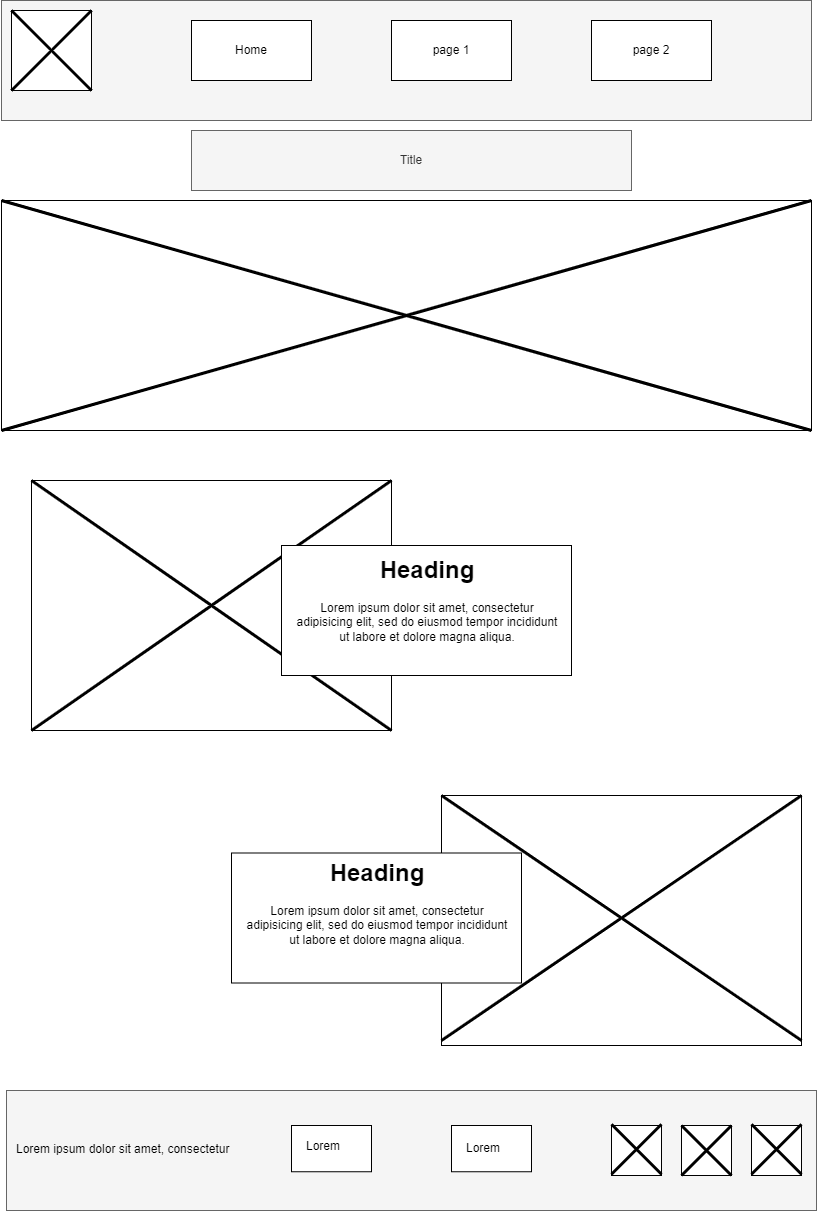 Home
page 1
page 2
Title
Heading
Lorem ipsum dolor sit amet, consectetur
adipisicing elit, sed do eiusmod tempor incididunt
ut labore et dolore magna aliqua.
Heading
Lorem ipsum dolor sit amet, consectetur
adipisicing elit, sed do eiusmod tempor incididunt
ut labore et dolore magna aliqua.
Lorem ipsum dolor sit amet, consectetur
Lorem
Lorem